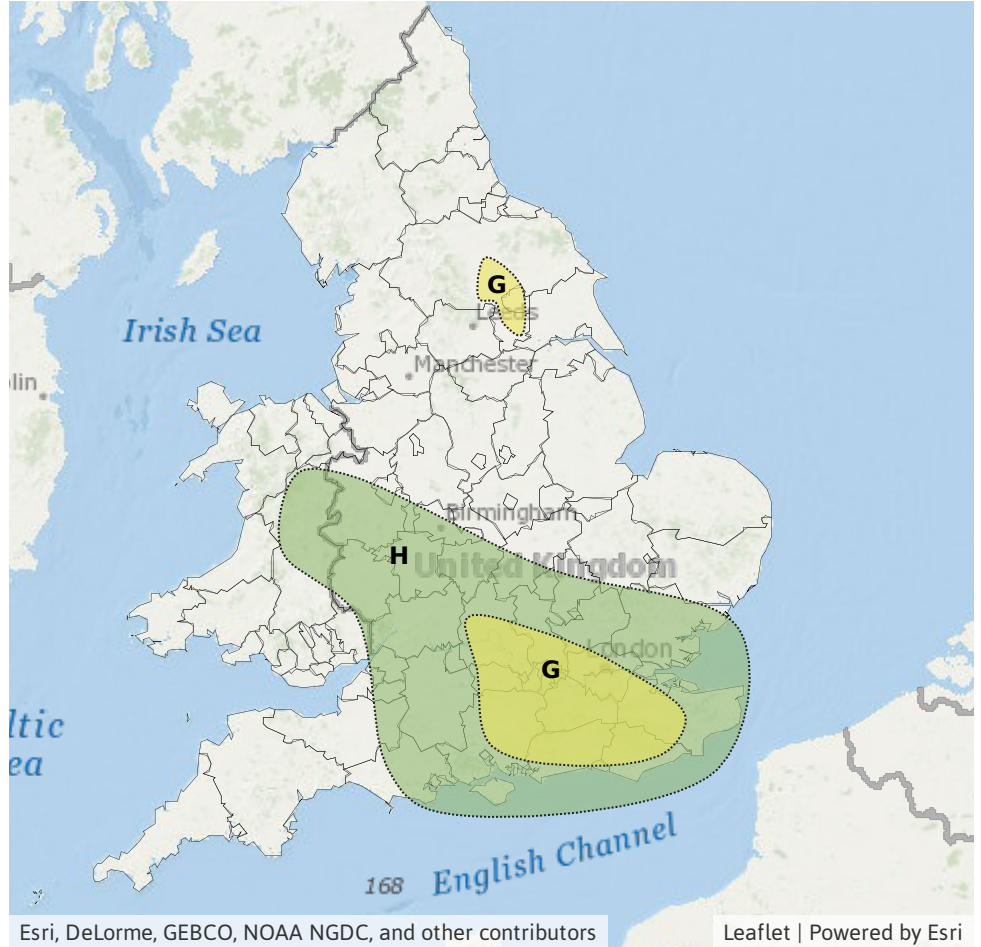 G
Leeds
Irish Sea
Manchester
lin
Birmingham
H
United Kingdom
London
G
ltic
ea
English Channel
168
Esri, DeLorme, GEBCO, NOAA NGDC, and other contributors
Leaflet | Powered by Esri